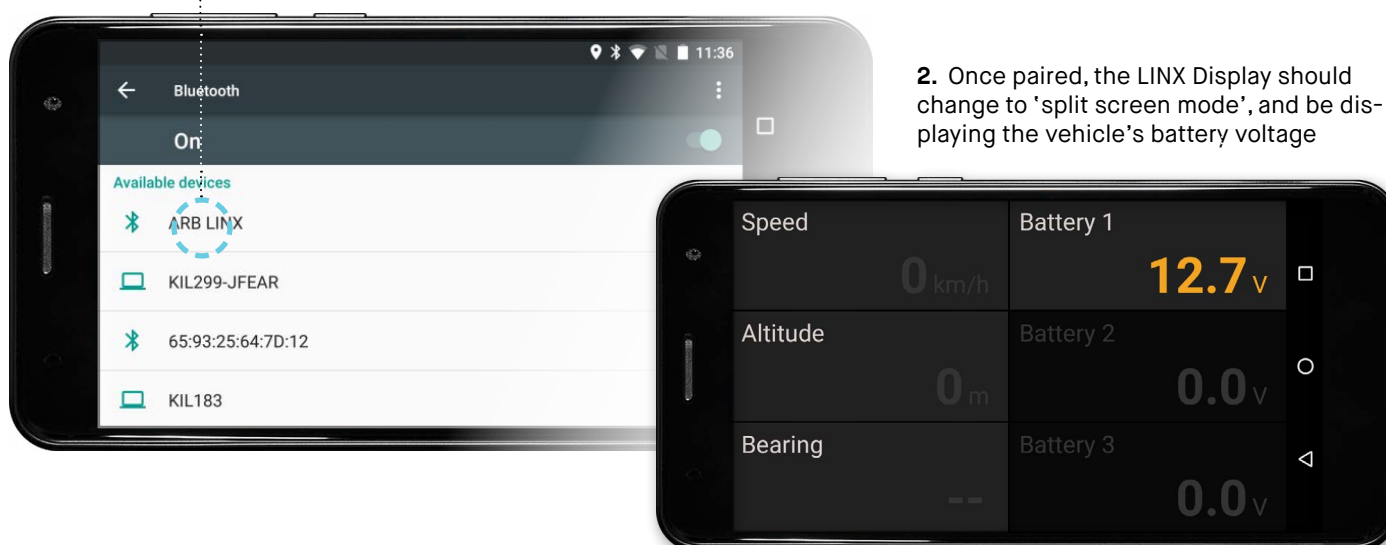 11:36
Bluetooth
On
Available devices
ARB LINX
KIL299-JFEAR
65:93:25:64:7D:12
KIL183
2. Once paired, the LINX Display should
change to ‘split screen mode’, and be dis-
playing the vehicle’s battery voltage
Speed
0 km/h
Battery 1
12.7 V
Altitude
0 m
Battery 2
0.0 V
Bearing
--
Battery 3
0.0 V